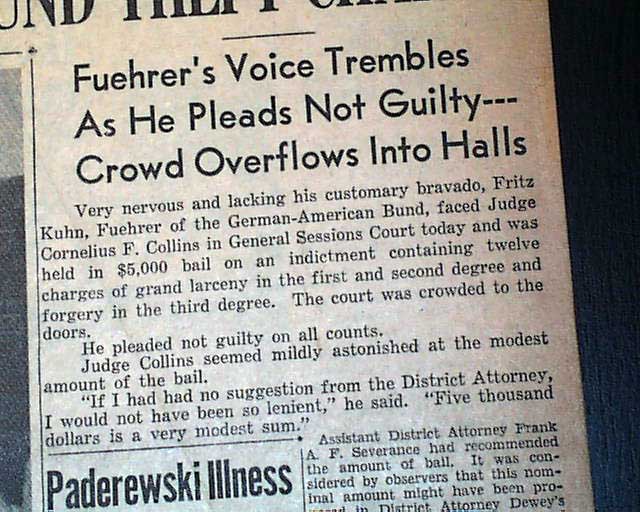 UND THEFT CHA
Fuehrer's Voice Trembles
As He Pleads Not Guilty---
Crowd Overflows Into Halls
Very nervous and lacking his customary bravado, Fritz
Kuhn, Fuehrer of the German-American Bund, faced Judge
Cornelius F. Collins in General Sessions Court today and was
held in $5,000 bail on an indictment containing twelve
charges of grand larceny in the first and second degree and
forgery in the third degree. The court was crowded to the
doors.
He pleaded not guilty on all counts.
Judge Collins seemed mildly astonished at the modest
amount of the bail.
"If I had had no suggestion from the District Attorney,
I would not have been so lenient," he said. "Five thousand
dollars is a very modest sum."
Paderewski Illness
Assistant District Attorney Frank
A. F. Severance had recommended
the amount of bail. It was con-
sidered by observers that this nom-
inal amount might have been pro-
in District Attorney Dewey's